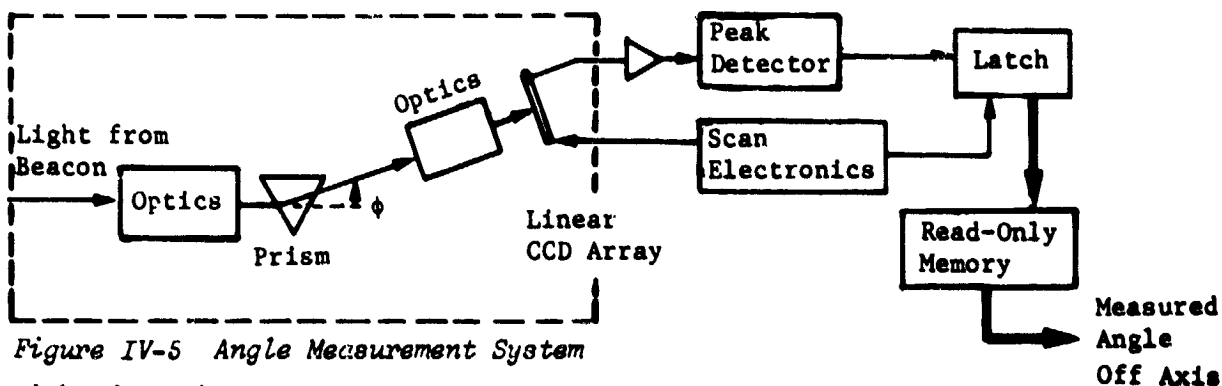 Peak
Detector
Latch
Optics
Light from
Beacon
Scan
Electronics
Optics
ϕ
Prism
Linear
CCD Array
Read-Only
Memory
Measured
Angle
Off Axis
Figure IV-5 Angle Measurement System